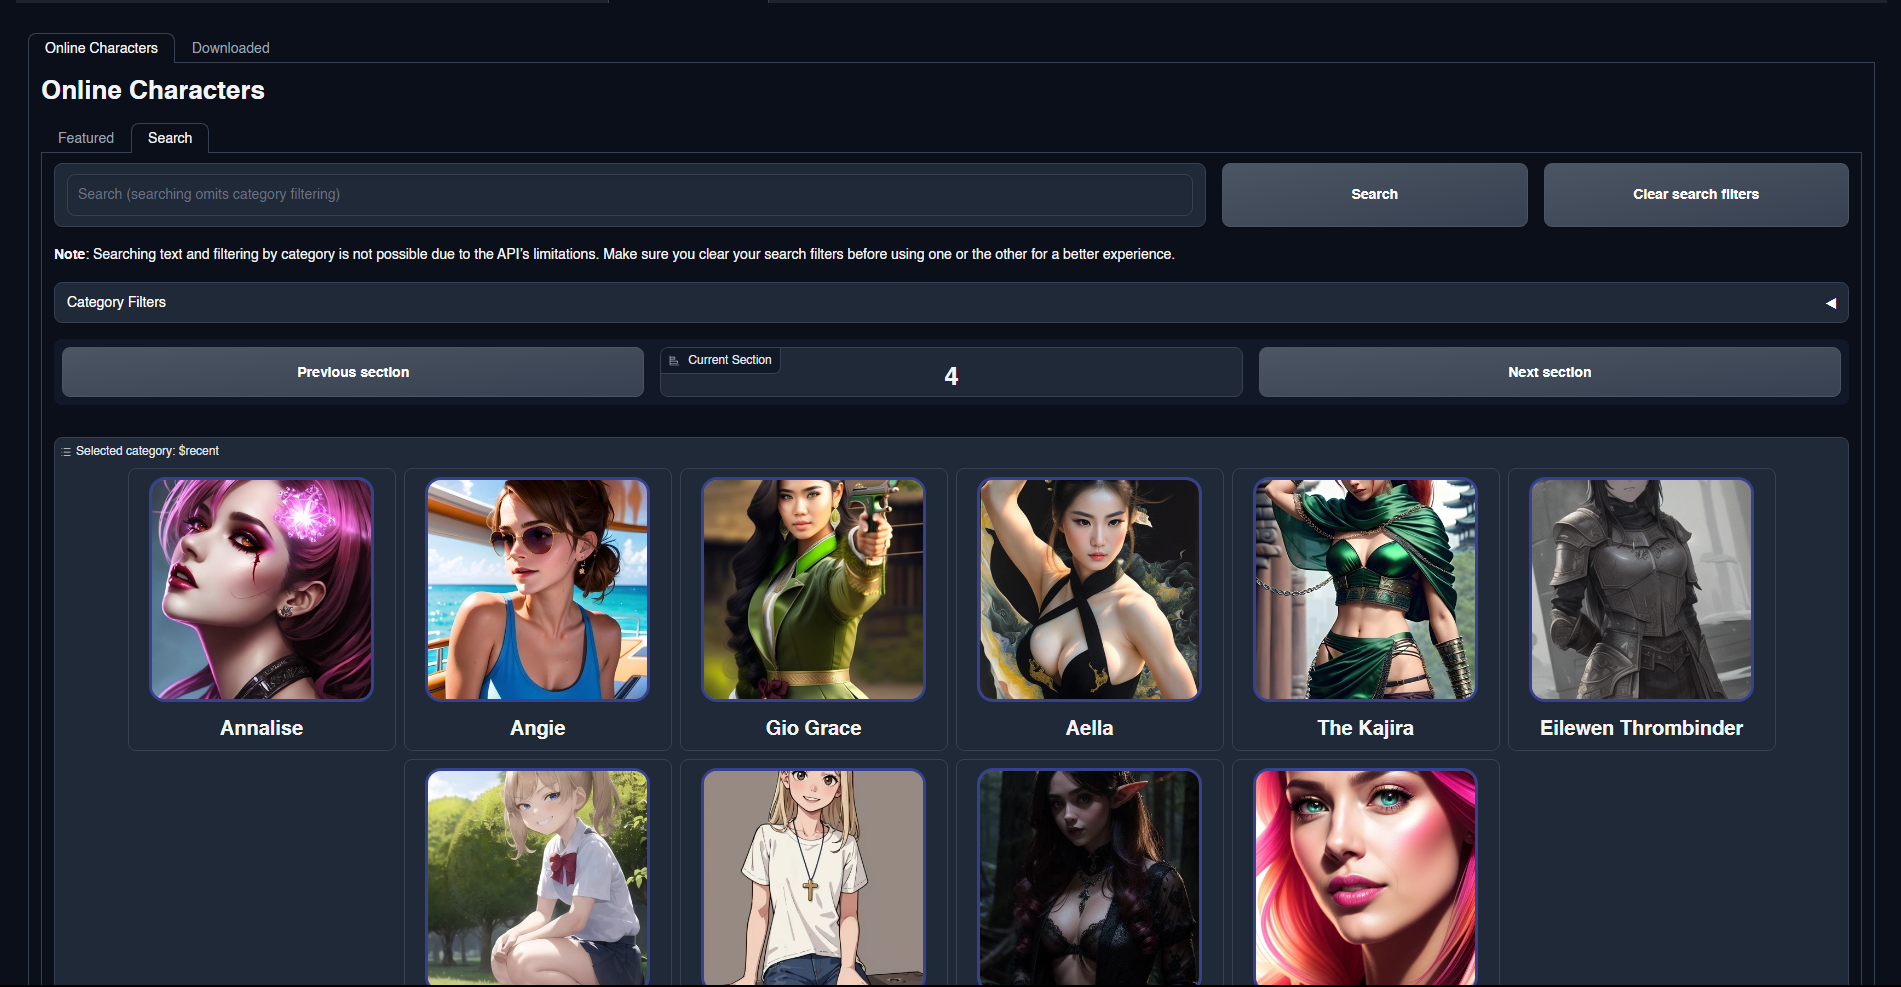 Online Characters
Downloaded
Online Characters
Featured
Search
Search (searching omits category filtering)
Search
Clear search filters
Note: Searching text and filtering by category is not possible due to the API's limitations. Make sure you clear your search filters before using one or the other for a better experience.
Category Filters
Previous section
Current Section
4
Next section
Selected category: $recent
Annalise
Angie
Gio Grace
Aella
The Kajira
Eilewen Thrombinder